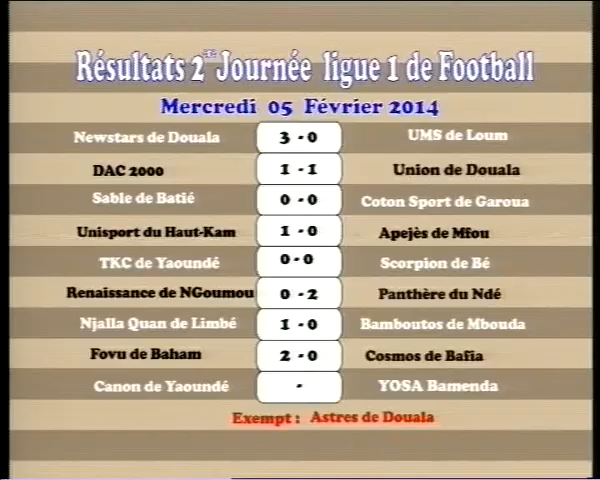 Résultats 2è Journée ligue 1 de Football
Mercredi 05 Février 2014
Newstars de Douala 3 - 0 UMS de Loum
DAC 2000 1 - 1 Union de Douala
Sable de Batié 0 - 0 Coton Sport de Garoua
Unisport du Haut-Kam 1 - 0 Apejès de Mfou
TKC de Yaoundé 0 - 0 Scorpion de Bé
Renaissance de NGoumou 0 - 2 Panthère du Ndé
Njalla Quan de Limbé 1 - 0 Bamboutos de Mbouda
Fovu de Baham 2 - 0 Cosmos de Bafia
Canon de Yaoundé - YOSA Bamenda
Exempt : Astres de Douala